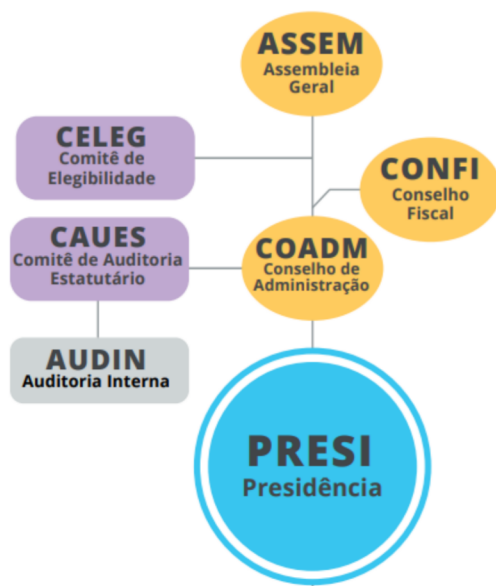 ASSEM
Assembleia
Geral
CELEG
Comitê de
Elegibilidade
CONFI
Conselho
Fiscal
CAUES
Comitê de Auditoria
Estatutário
COADM
Conselho de
Administração
AUDIN
Auditoria Interna
PRESI
Presidência